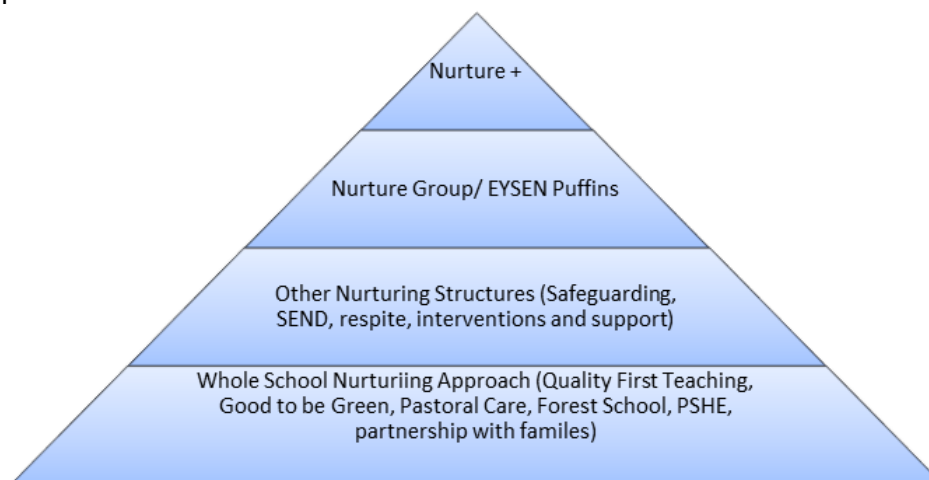 Nurture +
Nurture Group/ EYSEN Puffins
Other Nurturing Structures (Safeguarding,
SEND, respite, interventions and support)
Whole School Nurturiing Approach (Quality First Teaching,
Good to be Green, Pastoral Care, Forest School, PSHE,
partnership with familes)